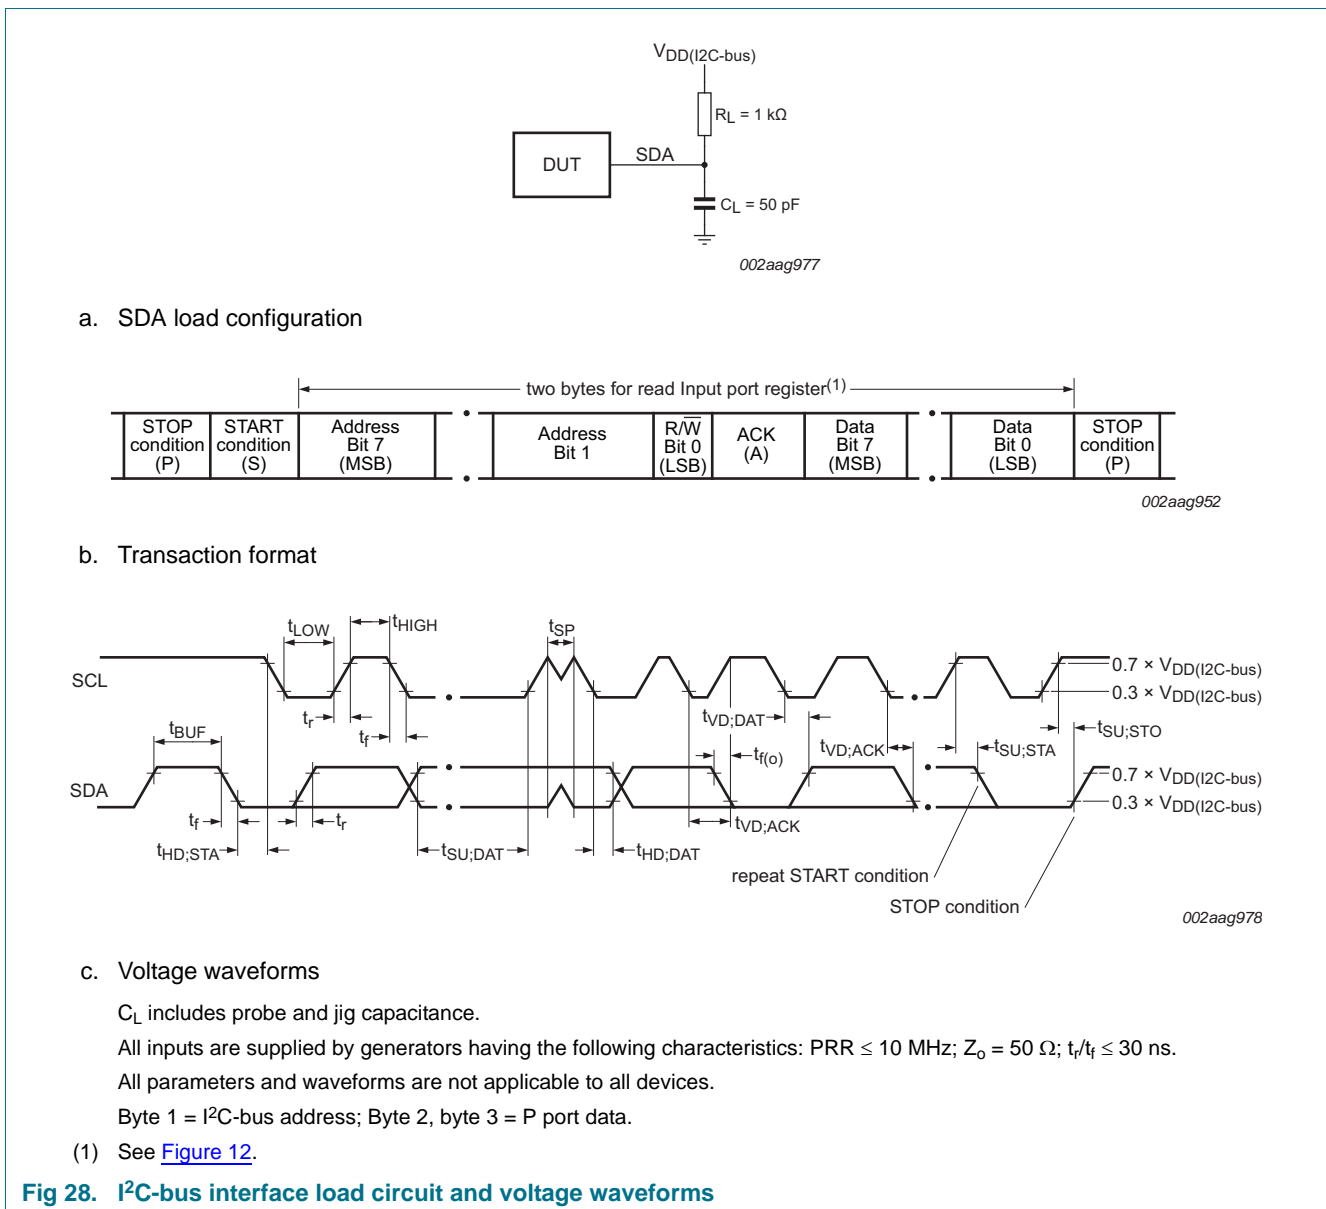 VDD(I2C-bus)
RL = 1 kΩ
DUT
SDA
CL = 50 pF
002aag977
a. SDA load configuration
two bytes for read Input port register(1)
STOP condition (P)
START condition (S)
Address Bit 7 (MSB)
Address Bit 1
R/W̅ Bit 0 (LSB)
ACK (A)
Data Bit 7 (MSB)
Data Bit 0 (LSB)
STOP condition (P)
002aag952
b. Transaction format
tLOW
tHIGH
tSP
SCL
0.7 × VDD(I2C-bus)
0.3 × VDD(I2C-bus)
tr
tf
tBUF
tVD;DAT
tf(o)
tVD;ACK
tSU;STA
tSU;STO
SDA
0.7 × VDD(I2C-bus)
0.3 × VDD(I2C-bus)
tf
tr
tVD;ACK
tHD;STA
tSU;DAT
tHD;DAT
repeat START condition
STOP condition
002aag978
c. Voltage waveforms
CL includes probe and jig capacitance.
All inputs are supplied by generators having the following characteristics: PRR ≤ 10 MHz; Zo = 50 Ω; tr/tf ≤ 30 ns.
All parameters and waveforms are not applicable to all devices.
Byte 1 = I²C-bus address; Byte 2, byte 3 = P port data.
(1) See Figure 12.
Fig 28. I²C-bus interface load circuit and voltage waveforms